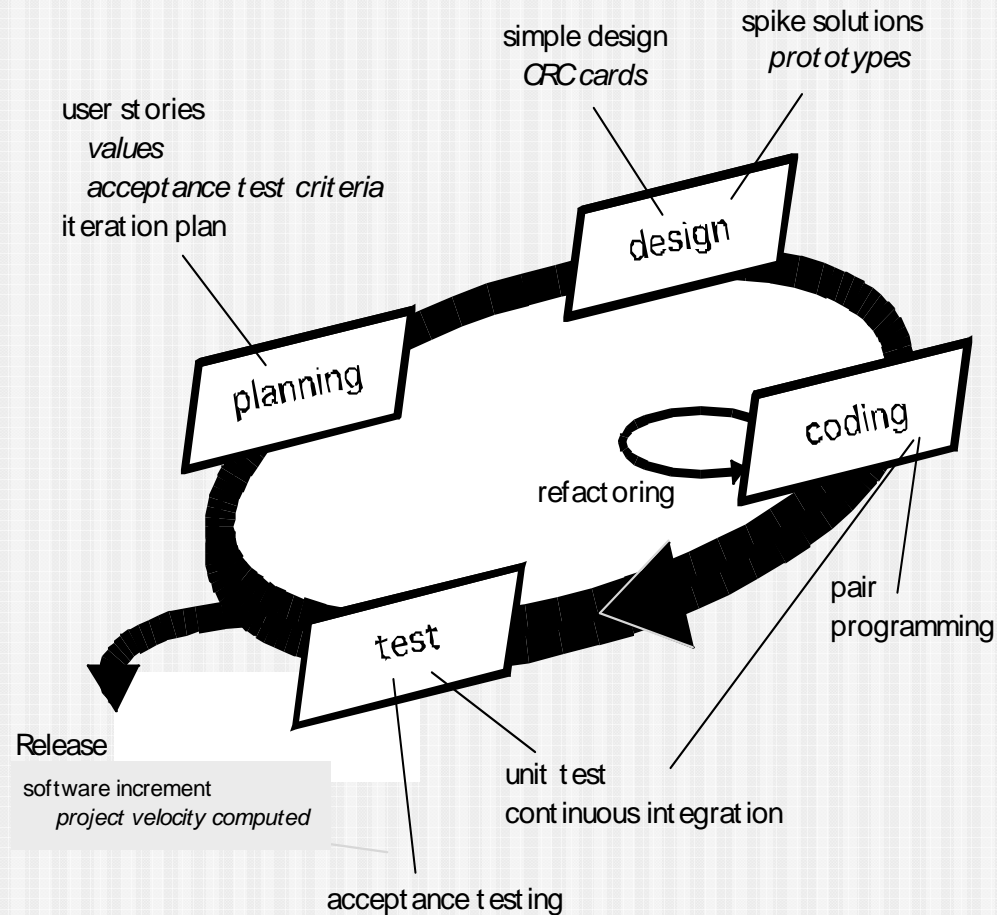 spike solutions
prototypes
simple design
CRC cards
user stories
values
acceptance test criteria
iteration plan
design
planning
coding
refactoring
pair
programming
test
Release
software increment
project velocity computed
unit test
continuous integration
acceptance testing